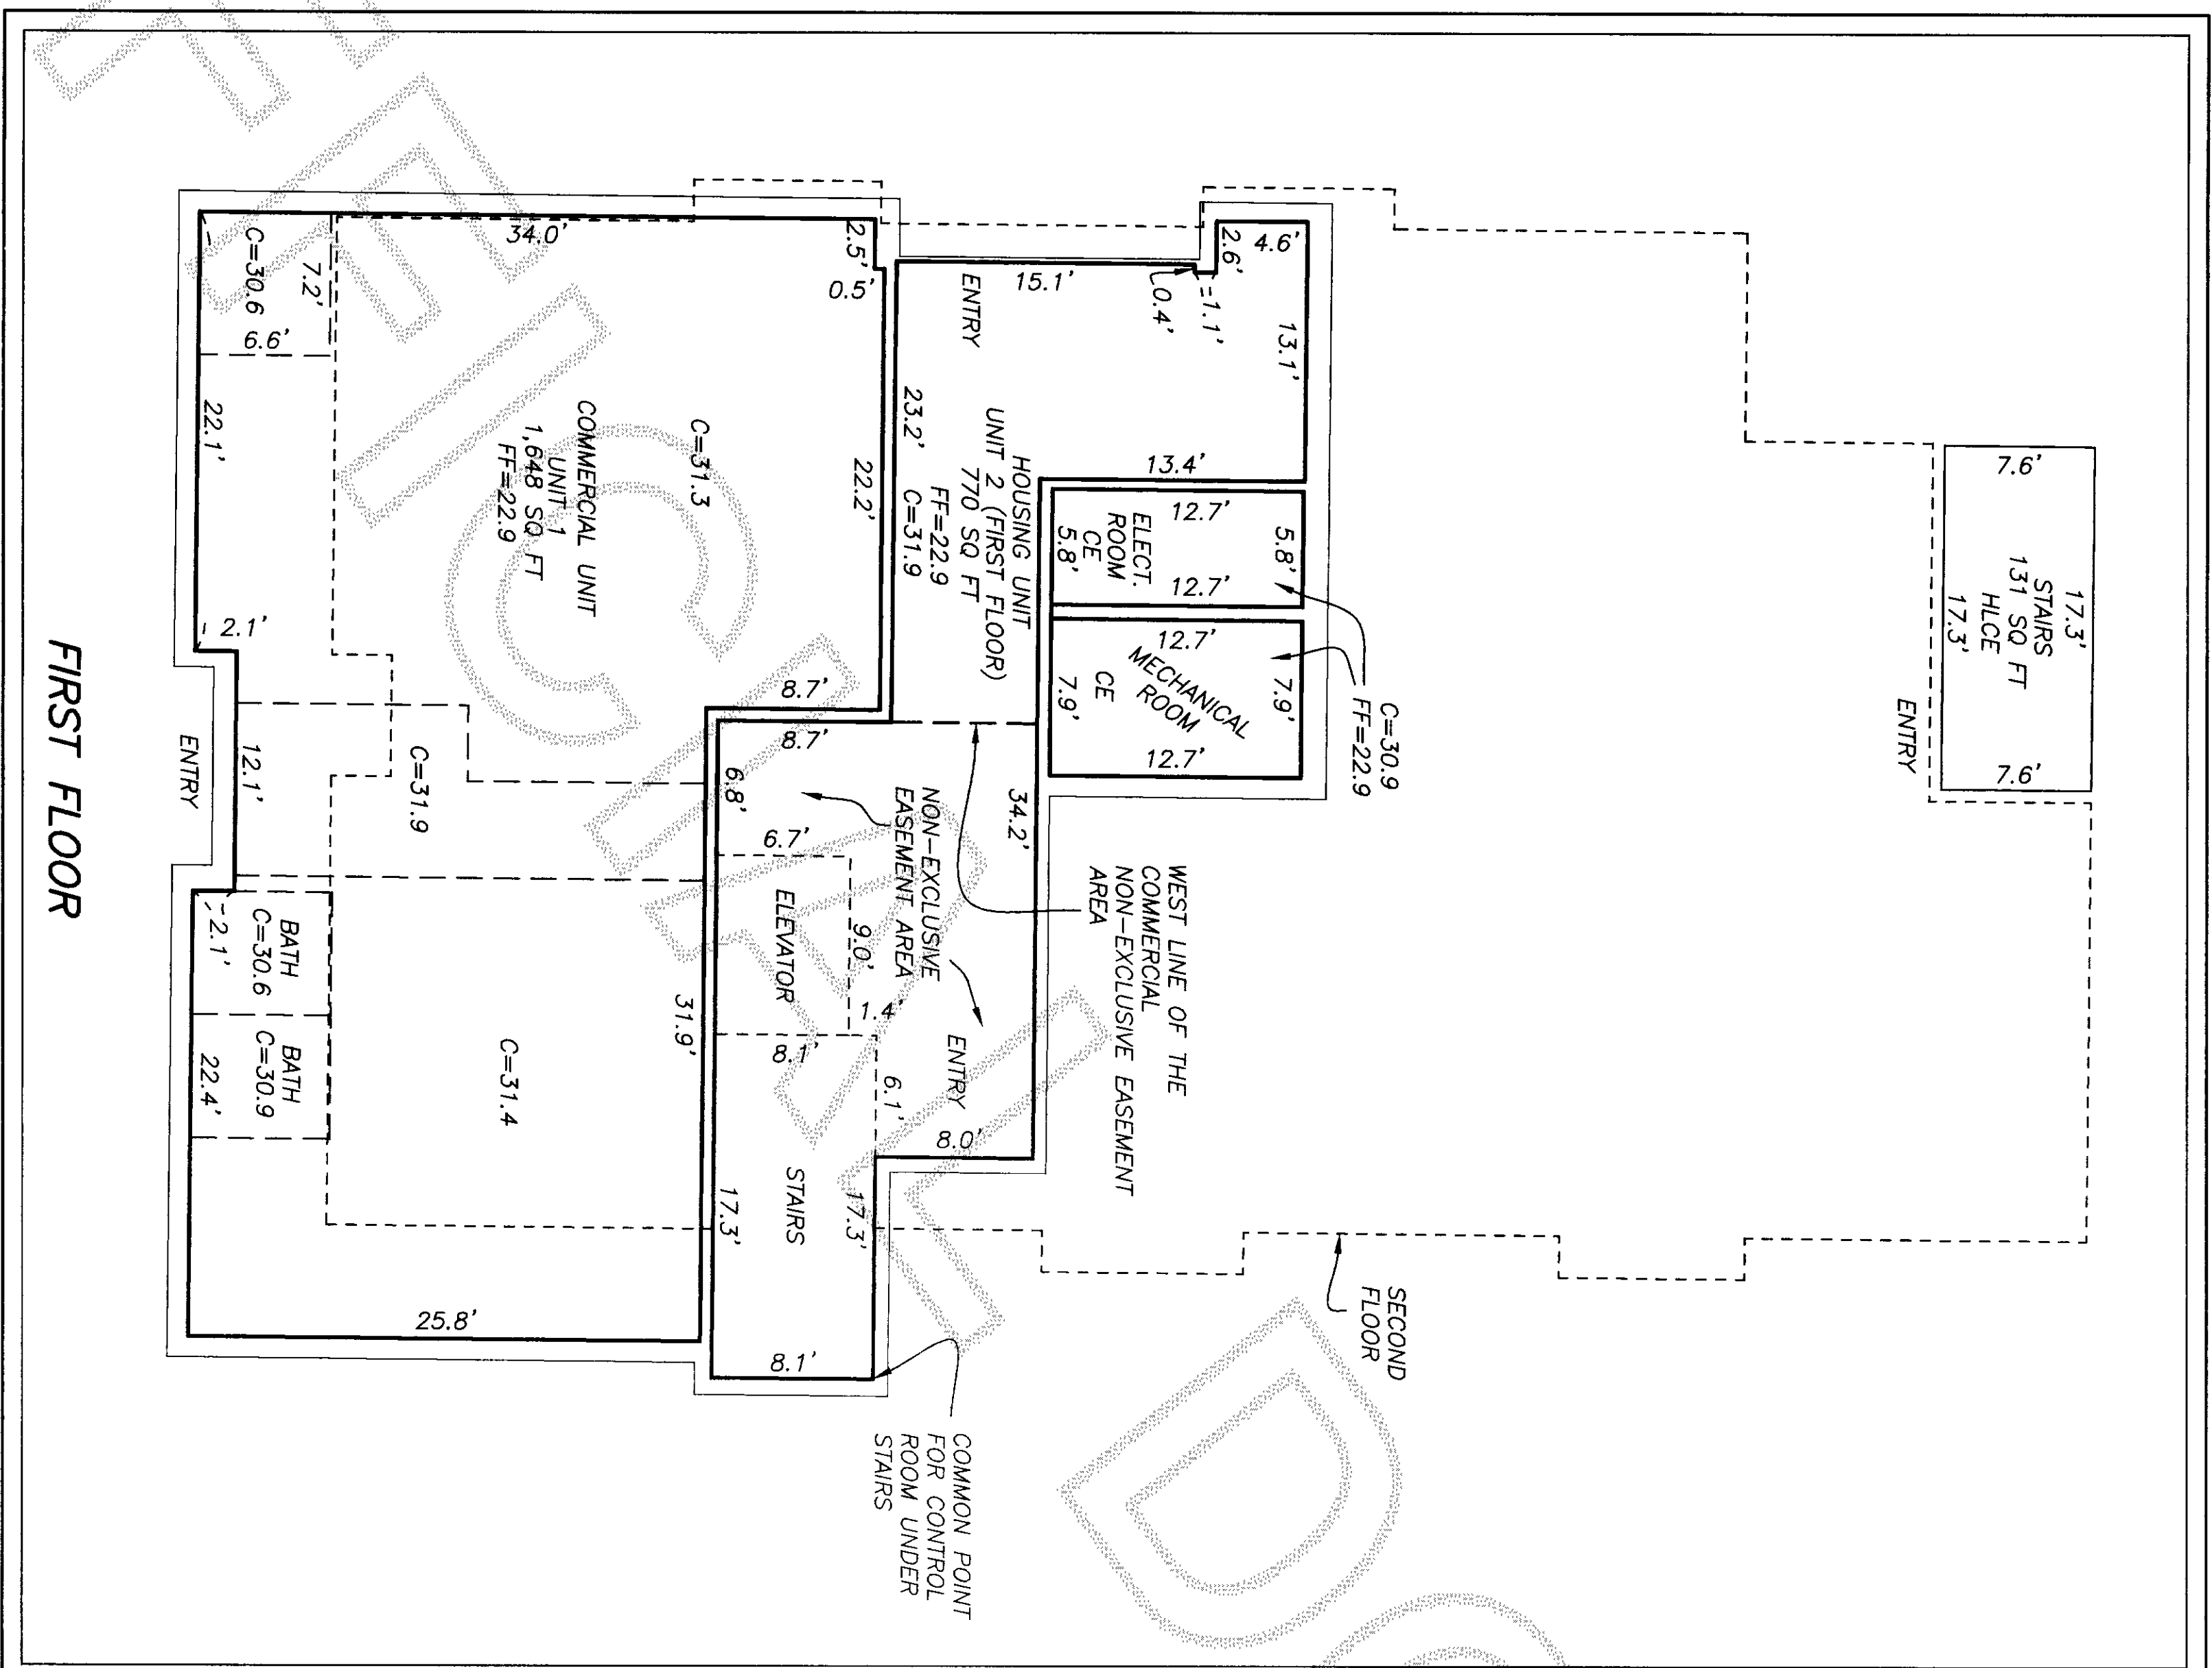 FIRST FLOOR
7.6'
17.3'
STAIRS
131 SQ FT
HLCE
17.3'
7.6'
ENTRY
4.6'
2.6'
13.1'
1.1'
0.4'
15.1'
ENTRY
13.4'
HOUSING UNIT
UNIT 2 (FIRST FLOOR)
770 SQ FT
FF=22.9
C=31.9
23.2'
12.7'
5.8'
ELECT.
ROOM
CE
5.8'
12.7'
12.7'
7.9'
MECHANICAL
ROOM
CE
7.9'
12.7'
C=30.9
FF=22.9
34.2'
WEST LINE OF THE
COMMERCIAL
NON-EXCLUSIVE EASEMENT
AREA
NON-EXCLUSIVE
EASEMENT AREA
ENTRY
8.0'
8.7'
8.7'
6.8'
6.7'
ELEVATOR
9.0'
1.4'
8.1'
6.1'
STAIRS
17.3'
17.3'
8.1'
SECOND
FLOOR
COMMON POINT
FOR CONTROL
ROOM UNDER
STAIRS
34.0'
2.5'
0.5'
22.2'
C=31.3
COMMERCIAL UNIT
UNIT 1
1,648 SQ FT
FF=22.9
7.2'
C=30.6
6.6'
22.1'
2.1'
C=31.9
12.1'
ENTRY
31.9'
C=31.4
BATH
C=30.6
2.1'
BATH
C=30.9
22.4'
25.8'